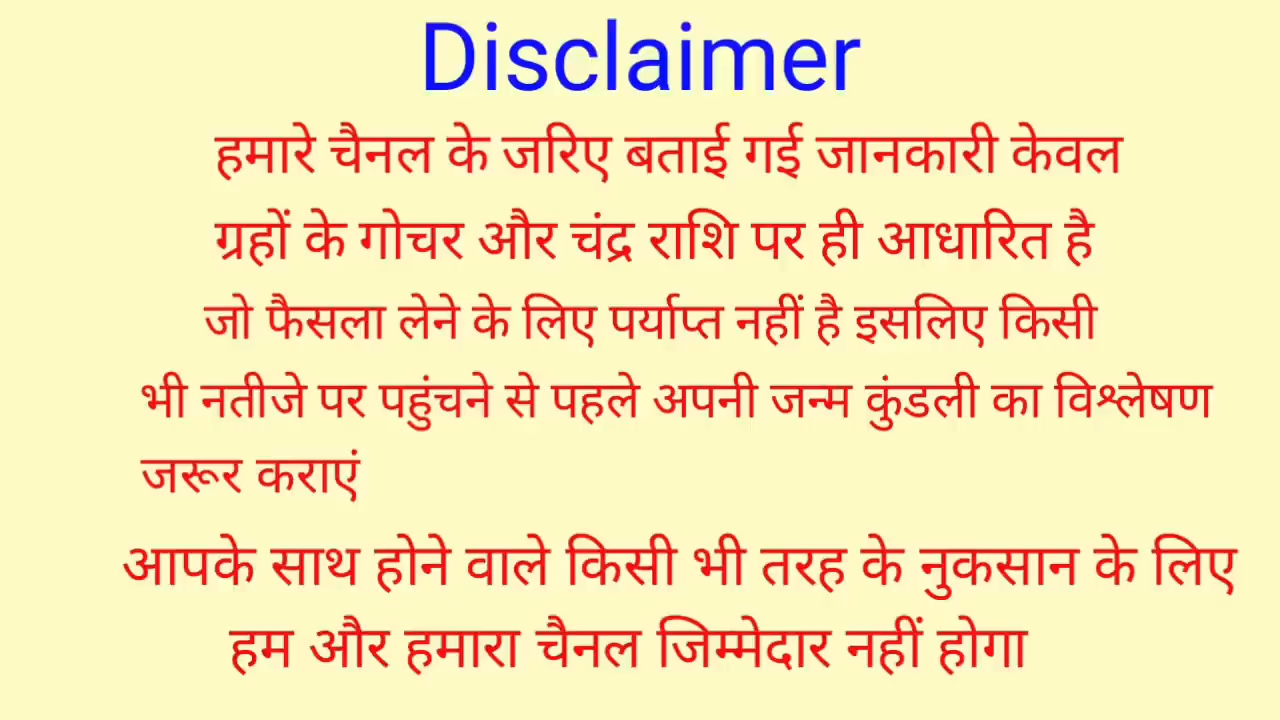 Disclaimer
हमारे चैनल के जरिए बताई गई जानकारी केवल
ग्रहों के गोचर और चंद्र राशि पर ही आधारित है
जो फैसला लेने के लिए पर्याप्त नहीं है इसलिए किसी
भी नतीजे पर पहुंचने से पहले अपनी जन्म कुंडली का विश्लेषण
जरूर कराएं
आपके साथ होने वाले किसी भी तरह के नुकसान के लिए
हम और हमारा चैनल जिम्मेदार नहीं होगा